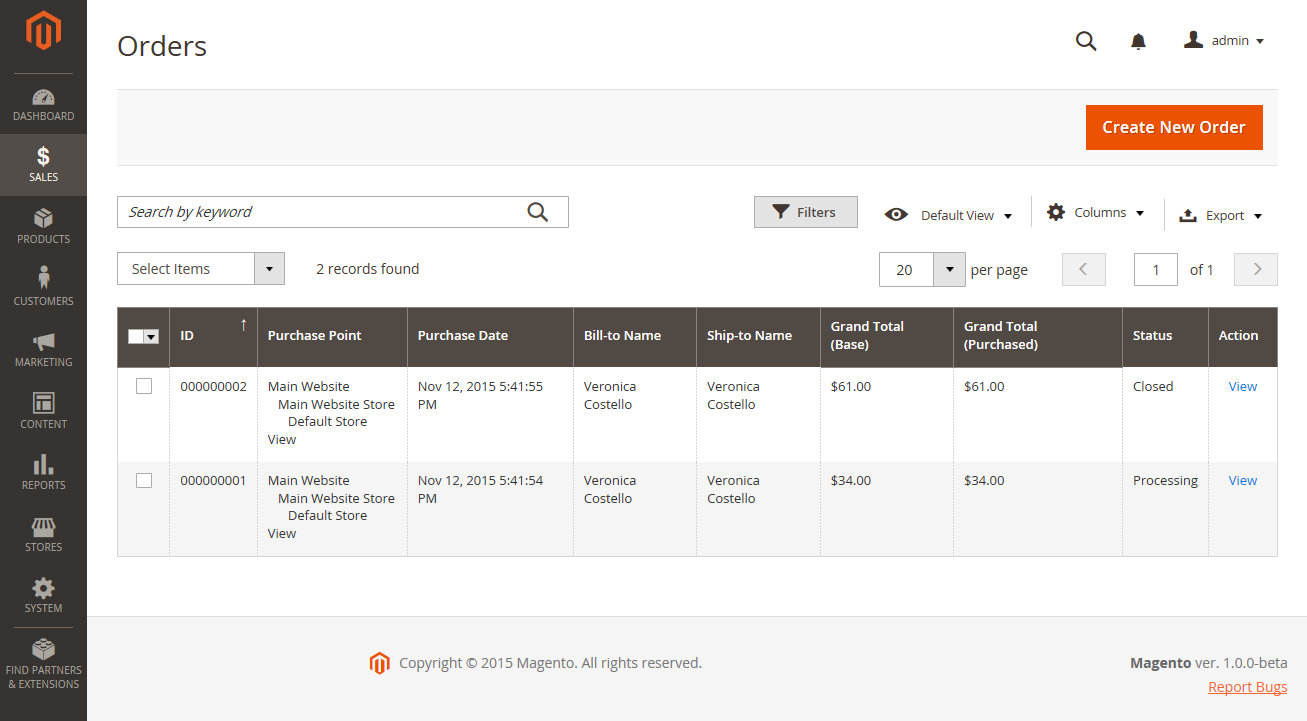 Orders
admin
DASHBOARD
SALES
PRODUCTS
CUSTOMERS
MARKETING
CONTENT
REPORTS
STORES
SYSTEM
FIND PARTNERS
& EXTENSIONS
Create New Order
Search by keyword
Filters
Default View
Columns
Export
Select Items
2 records found
20 per page
1 of 1
ID
Purchase Point
Purchase Date
Bill-to Name
Ship-to Name
Grand Total
(Base)
Grand Total
(Purchased)
Status
Action
000000002
Main Website
Main Website Store
Default Store
View
Nov 12, 2015 5:41:55
PM
Veronica
Costello
Veronica
Costello
$61.00
$61.00
Closed
View
000000001
Main Website
Main Website Store
Default Store
View
Nov 12, 2015 5:41:54
PM
Veronica
Costello
Veronica
Costello
$34.00
$34.00
Processing
View
Copyright © 2015 Magento. All rights reserved.
Magento ver. 1.0.0-beta
Report Bugs